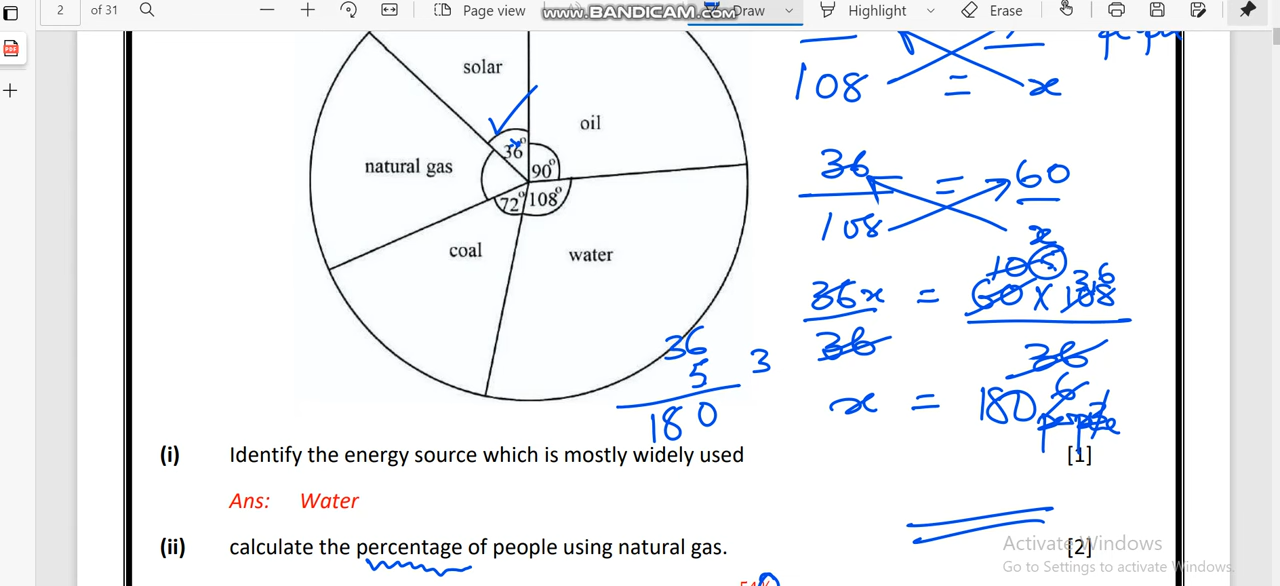 2 of 31 Page view www.BANDICAM.com Draw Highlight Erase
solar
oil
natural gas
36°
90°
72° 108°
coal
water
108 = x
36 = 60
108 x
36x = 60 X 108
36 36
x = 180 people
36
5 3
180
(i) Identify the energy source which is mostly widely used [1]
Ans: Water
(ii) calculate the percentage of people using natural gas. [2]
Activate Windows
Go to Settings to activate Windows.